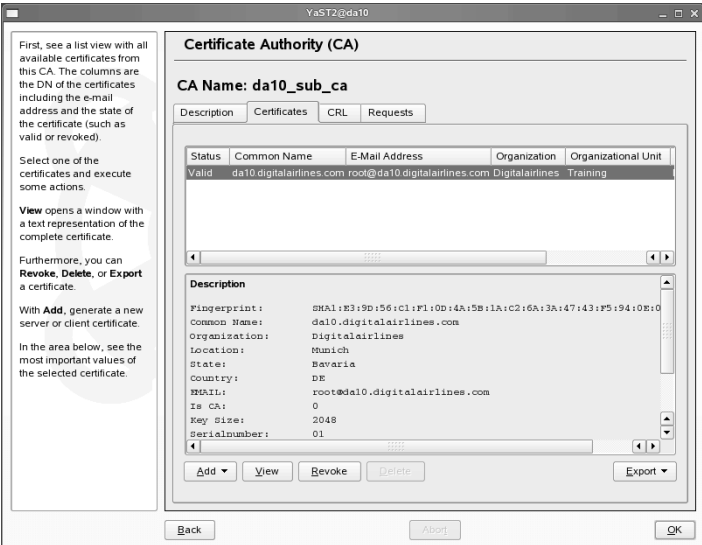 YaST2@da10
First, see a list view with all
available certificates from
this CA. The columns are
the DN of the certificates
including the e-mail
address and the state of
the certificate (such as
valid or revoked).
Select one of the
certificates and execute
some actions.
View opens a window with
a text representation of the
complete certificate.
Furthermore, you can
Revoke, Delete, or Export
a certificate.
With Add, generate a new
server or client certificate.
In the area below, see the
most important values of
the selected certificate.
Certificate Authority (CA)
CA Name: da10_sub_ca
Description Certificates CRL Requests
Status Common Name E-Mail Address Organization Organizational Unit
Valid da10.digitalairlines.com root@da10.digitalairlines.com Digitalairlines Training
Description
Fingerprint: SHA1:E3:9D:56:C1:F1:0D:4A:5B:1A:C2:6A:3A:47:43:F5:94:0E:0
Common Name: da10.digitalairlines.com
Organization: Digitalairlines
Location: Munich
State: Bavaria
Country: DE
EMAIL: root@da10.digitalairlines.com
Is CA: 0
Key Size: 2048
Serialnumber: 01
Add View Revoke Delete Export
Back Abort OK